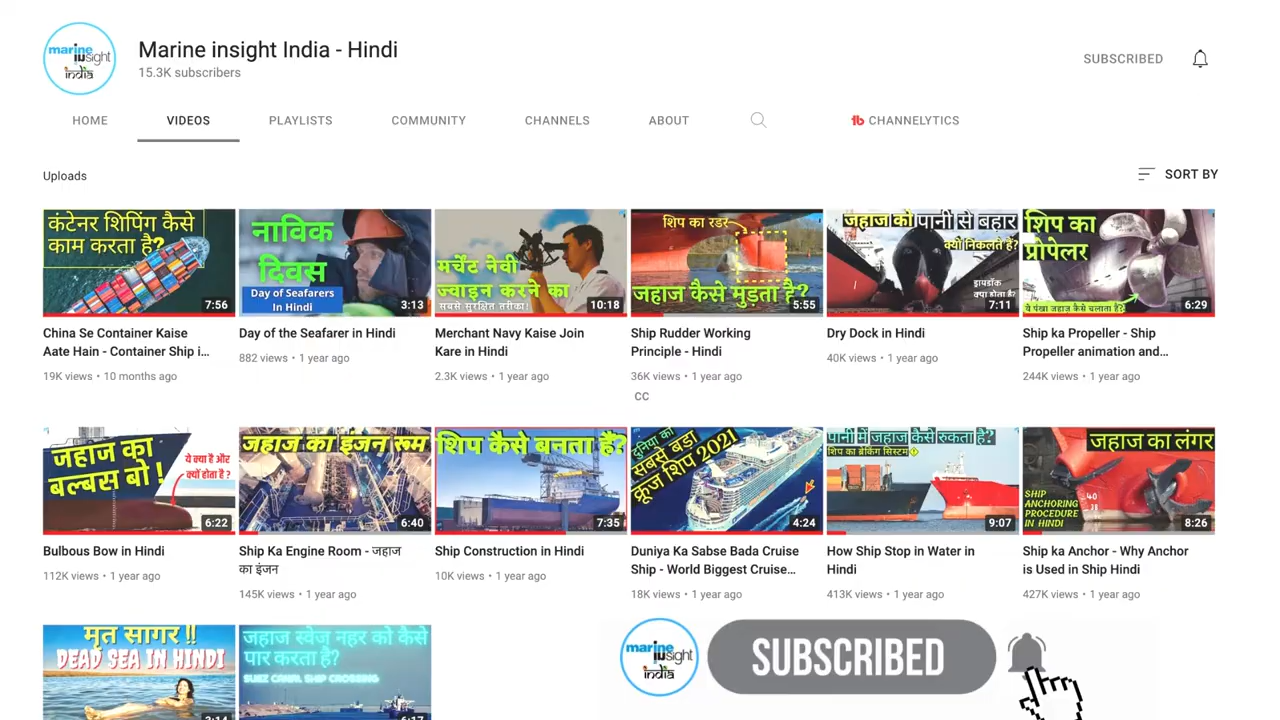 marine insight india
Marine insight India - Hindi
15.3K subscribers
SUBSCRIBED
HOME
VIDEOS
PLAYLISTS
COMMUNITY
CHANNELS
ABOUT
CHANNELYTICS
Uploads
SORT BY
कंटेनर शिपिंग कैसे
काम करता है?
7:56
नाविक
दिवस
Day of Seafarers
In Hindi
3:13
मर्चेंट नेवी
ज्वाइन करने का
सबसे सुरक्षित तरीका!
10:18
शिप का रडर
जहाज कैसे मुड़ता है?
5:55
जहाज को पानी से बहार
क्यों निकलते है?
ड्राइडॉक
क्या होता है?
7:11
शिप का
प्रोपेलर
ये पंखा जहाज कैसे चलाता है?
6:29
China Se Container Kaise
Aate Hain - Container Ship i...
19K views • 10 months ago
Day of the Seafarer in Hindi
882 views • 1 year ago
Merchant Navy Kaise Join
Kare in Hindi
2.3K views • 1 year ago
Ship Rudder Working
Principle - Hindi
36K views • 1 year ago
CC
Dry Dock in Hindi
40K views • 1 year ago
Ship ka Propeller - Ship
Propeller animation and...
244K views • 1 year ago
जहाज का
बल्बस बो !
ये क्या है और
क्यों होता है ?
6:22
जहाज का इंजन रूम
6:40
शिप कैसे बनता है?
7:35
दुनिया का
सबसे बड़ा
क्रूज शिप 2021
4:24
पानी में जहाज कैसे रुकता है?
शिप का ब्रेकिंग सिस्टम
9:07
जहाज का लंगर
SHIP
ANCHORING
PROCEDURE
IN HINDI
8:26
Bulbous Bow in Hindi
112K views • 1 year ago
Ship Ka Engine Room - जहाज
का इंजन
145K views • 1 year ago
Ship Construction in Hindi
10K views • 1 year ago
Duniya Ka Sabse Bada Cruise
Ship - World Biggest Cruise...
18K views • 1 year ago
How Ship Stop in Water in
Hindi
413K views • 1 year ago
Ship ka Anchor - Why Anchor
is Used in Ship Hindi
427K views • 1 year ago
मृत सागर !!
DEAD SEA IN HINDI
3:14
जहाज स्वेज नहर को कैसे
पार करता है?
SUEZ CANAL SHIP CROSSING
6:17
marine insight india
SUBSCRIBED